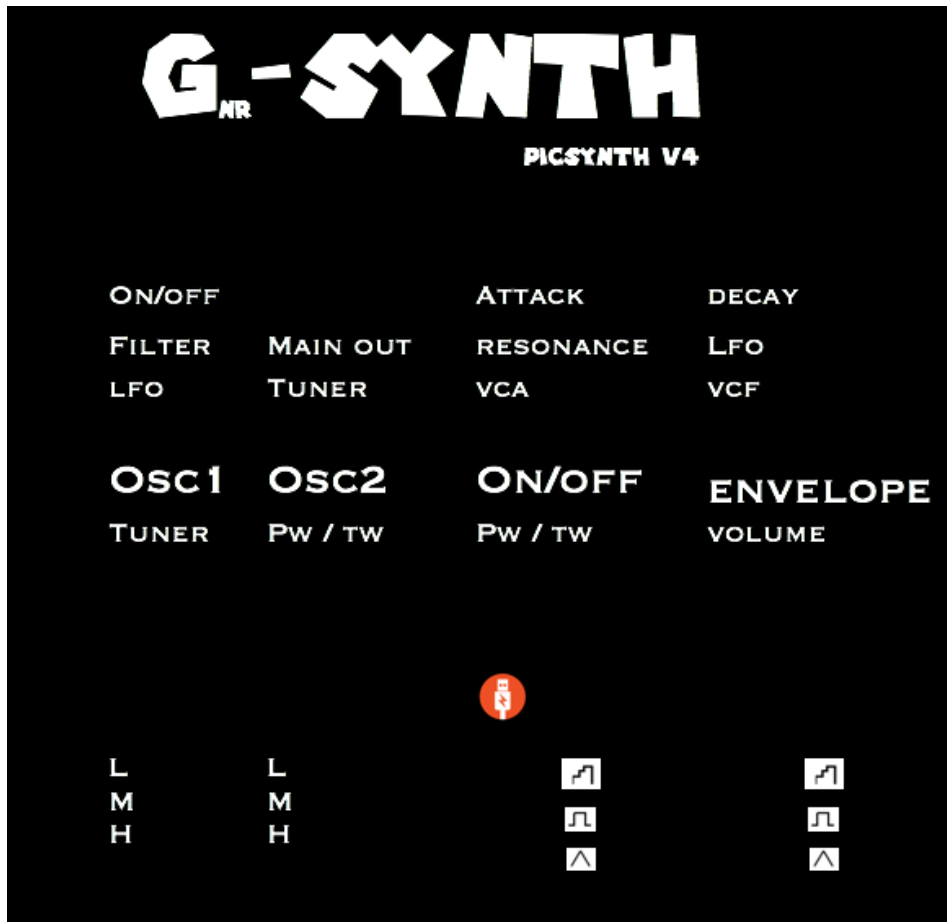 GNR-SYNTH
PICSYNTH V4
ON/OFF ATTACK DECAY
FILTER MAIN OUT RESONANCE LFO
LFO TUNER VCA VCF
OSC1 OSC2 ON/OFF ENVELOPE
TUNER PW / TW PW / TW VOLUME
L L
M M
H H